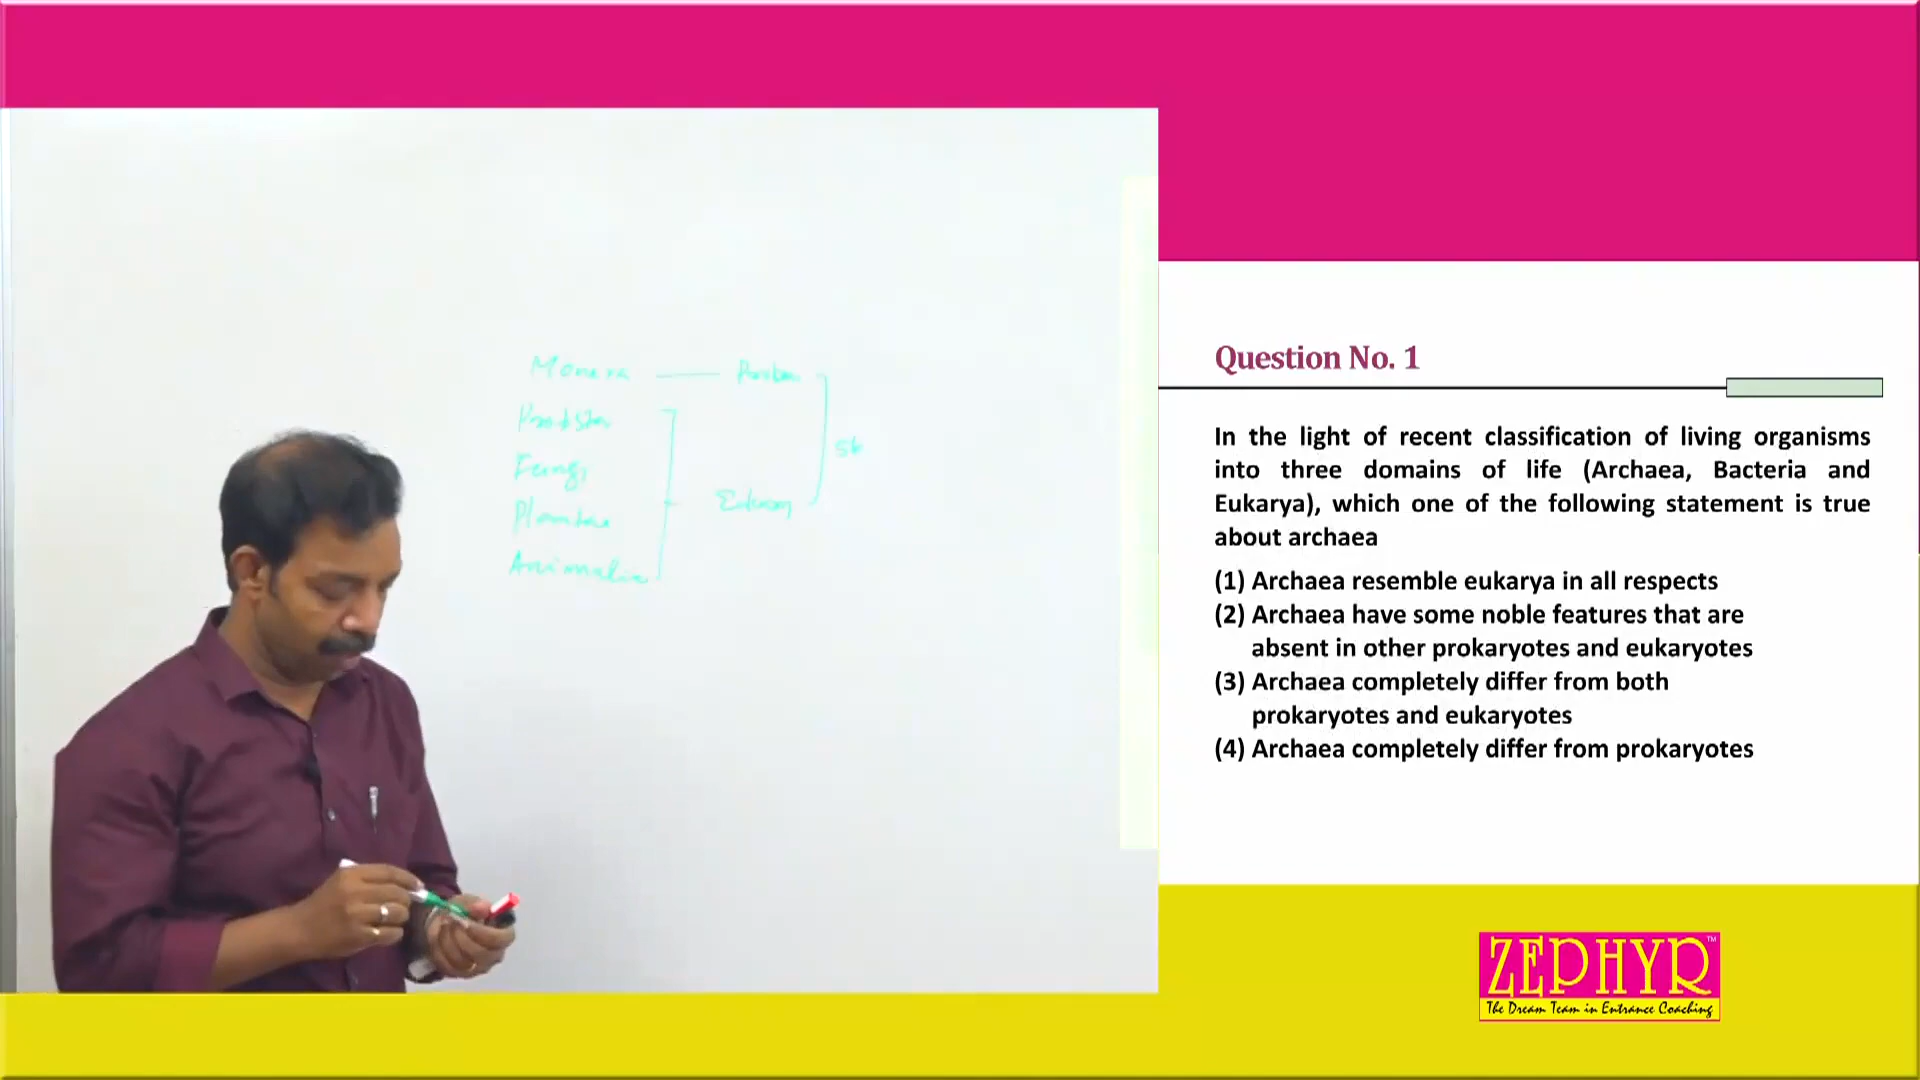 Monera
Fungi
Plantae
Animalia
Question No. 1
In the light of recent classification of living organisms
into three domains of life (Archaea, Bacteria and
Eukarya), which one of the following statement is true
about archaea
(1) Archaea resemble eukarya in all respects
(2) Archaea have some noble features that are
absent in other prokaryotes and eukaryotes
(3) Archaea completely differ from both
prokaryotes and eukaryotes
(4) Archaea completely differ from prokaryotes
ZEPHYR™
The Dream Team in Entrance Coaching